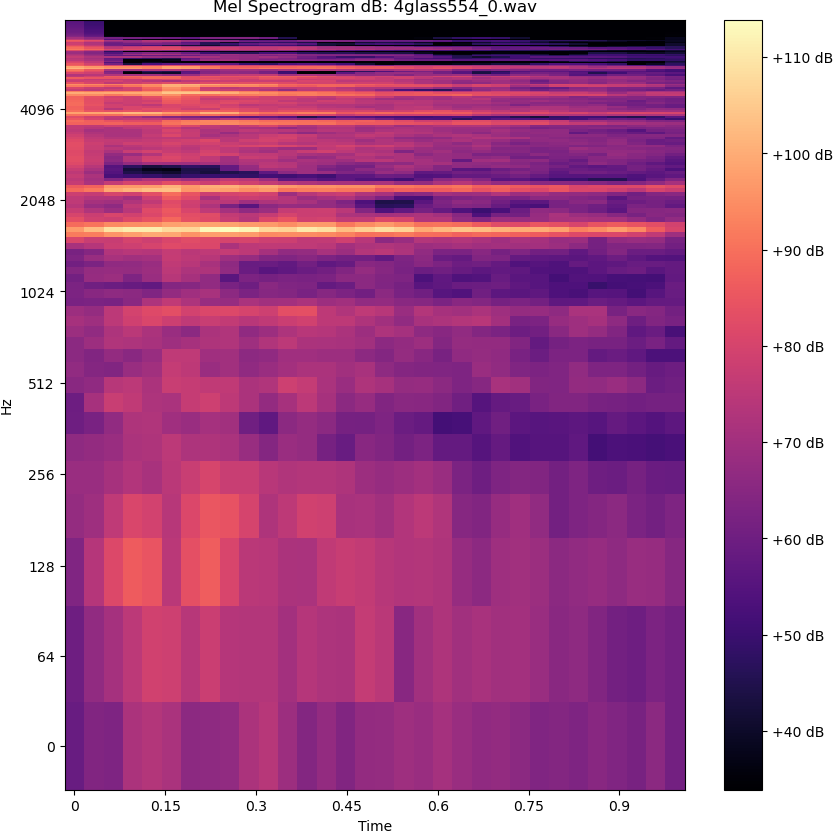 Mel Spectrogram dB: 4glass554_0.wav
+110 dB
4096
+100 dB
2048
+90 dB
1024
+80 dB
512
Hz
+70 dB
256
+60 dB
128
+50 dB
64
+40 dB
0
0 0.15 0.3 0.45 0.6 0.75 0.9
Time